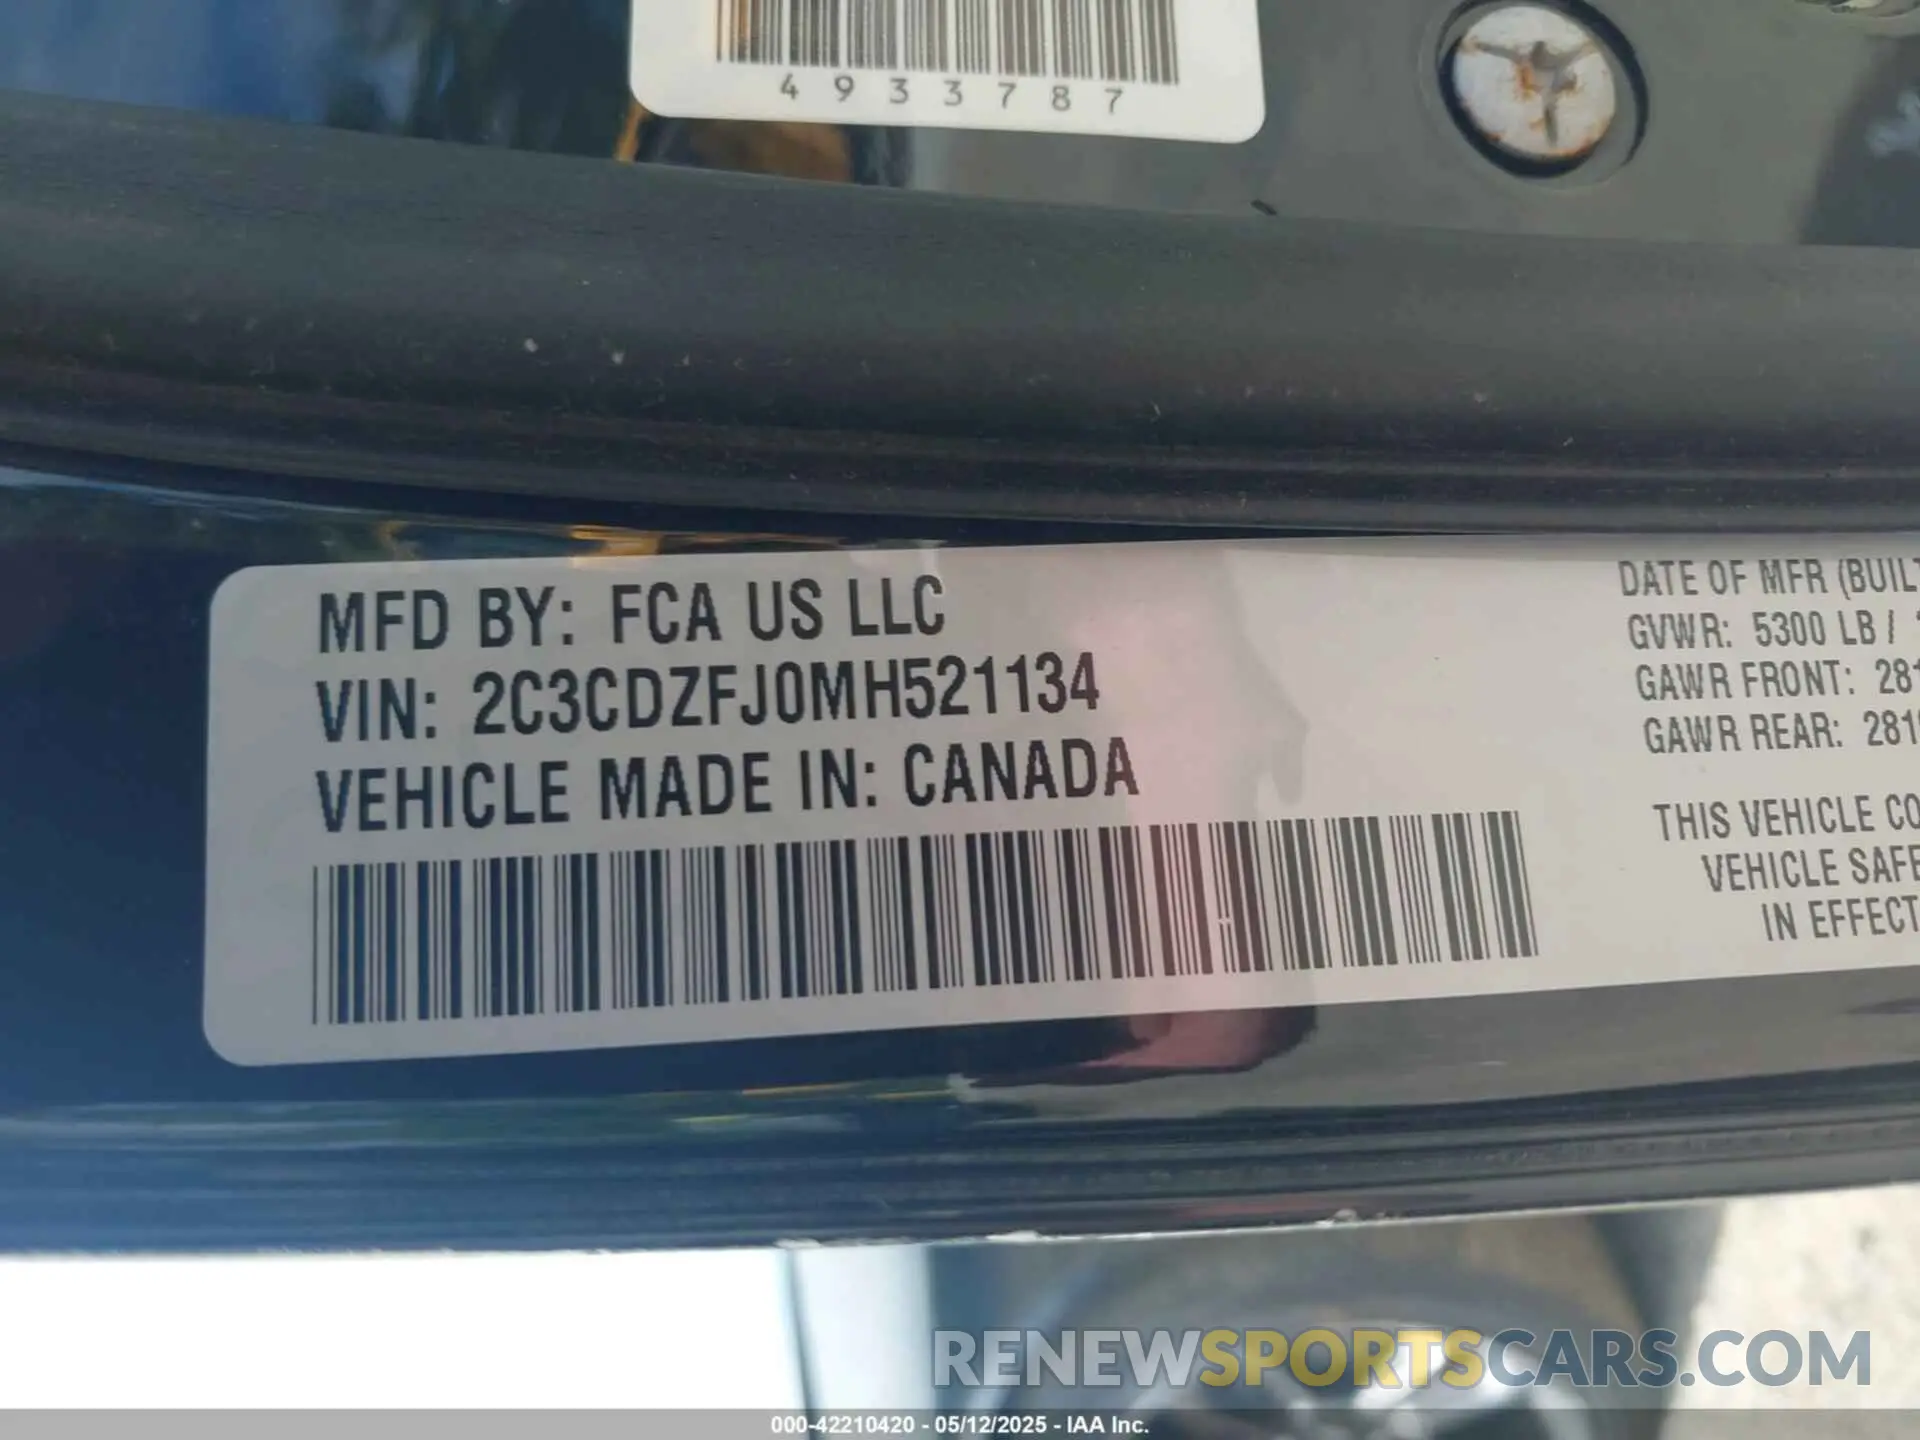 4933787
MFD BY: FCA US LLC
VIN: 2C3CDZFJ0MH521134
VEHICLE MADE IN: CANADA
DATE OF MFR (BUILT
GVWR: 5300 LB /
GAWR FRONT: 281
GAWR REAR: 281
THIS VEHICLE CO
VEHICLE SAFE
IN EFFECT
RENEWSPORTSCARS.COM
000-42210420 - 05/12/2025 - IAA Inc.